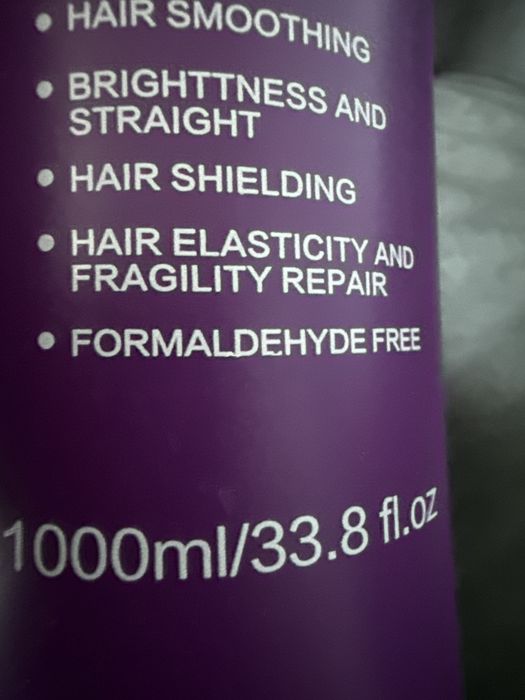 • HAIR SMOOTHING
• BRIGHTTNESS AND
STRAIGHT
• HAIR SHIELDING
• HAIR ELASTICITY AND
FRAGILITY REPAIR
• FORMALDEHYDE FREE
1000ml/33.8 fl.oz